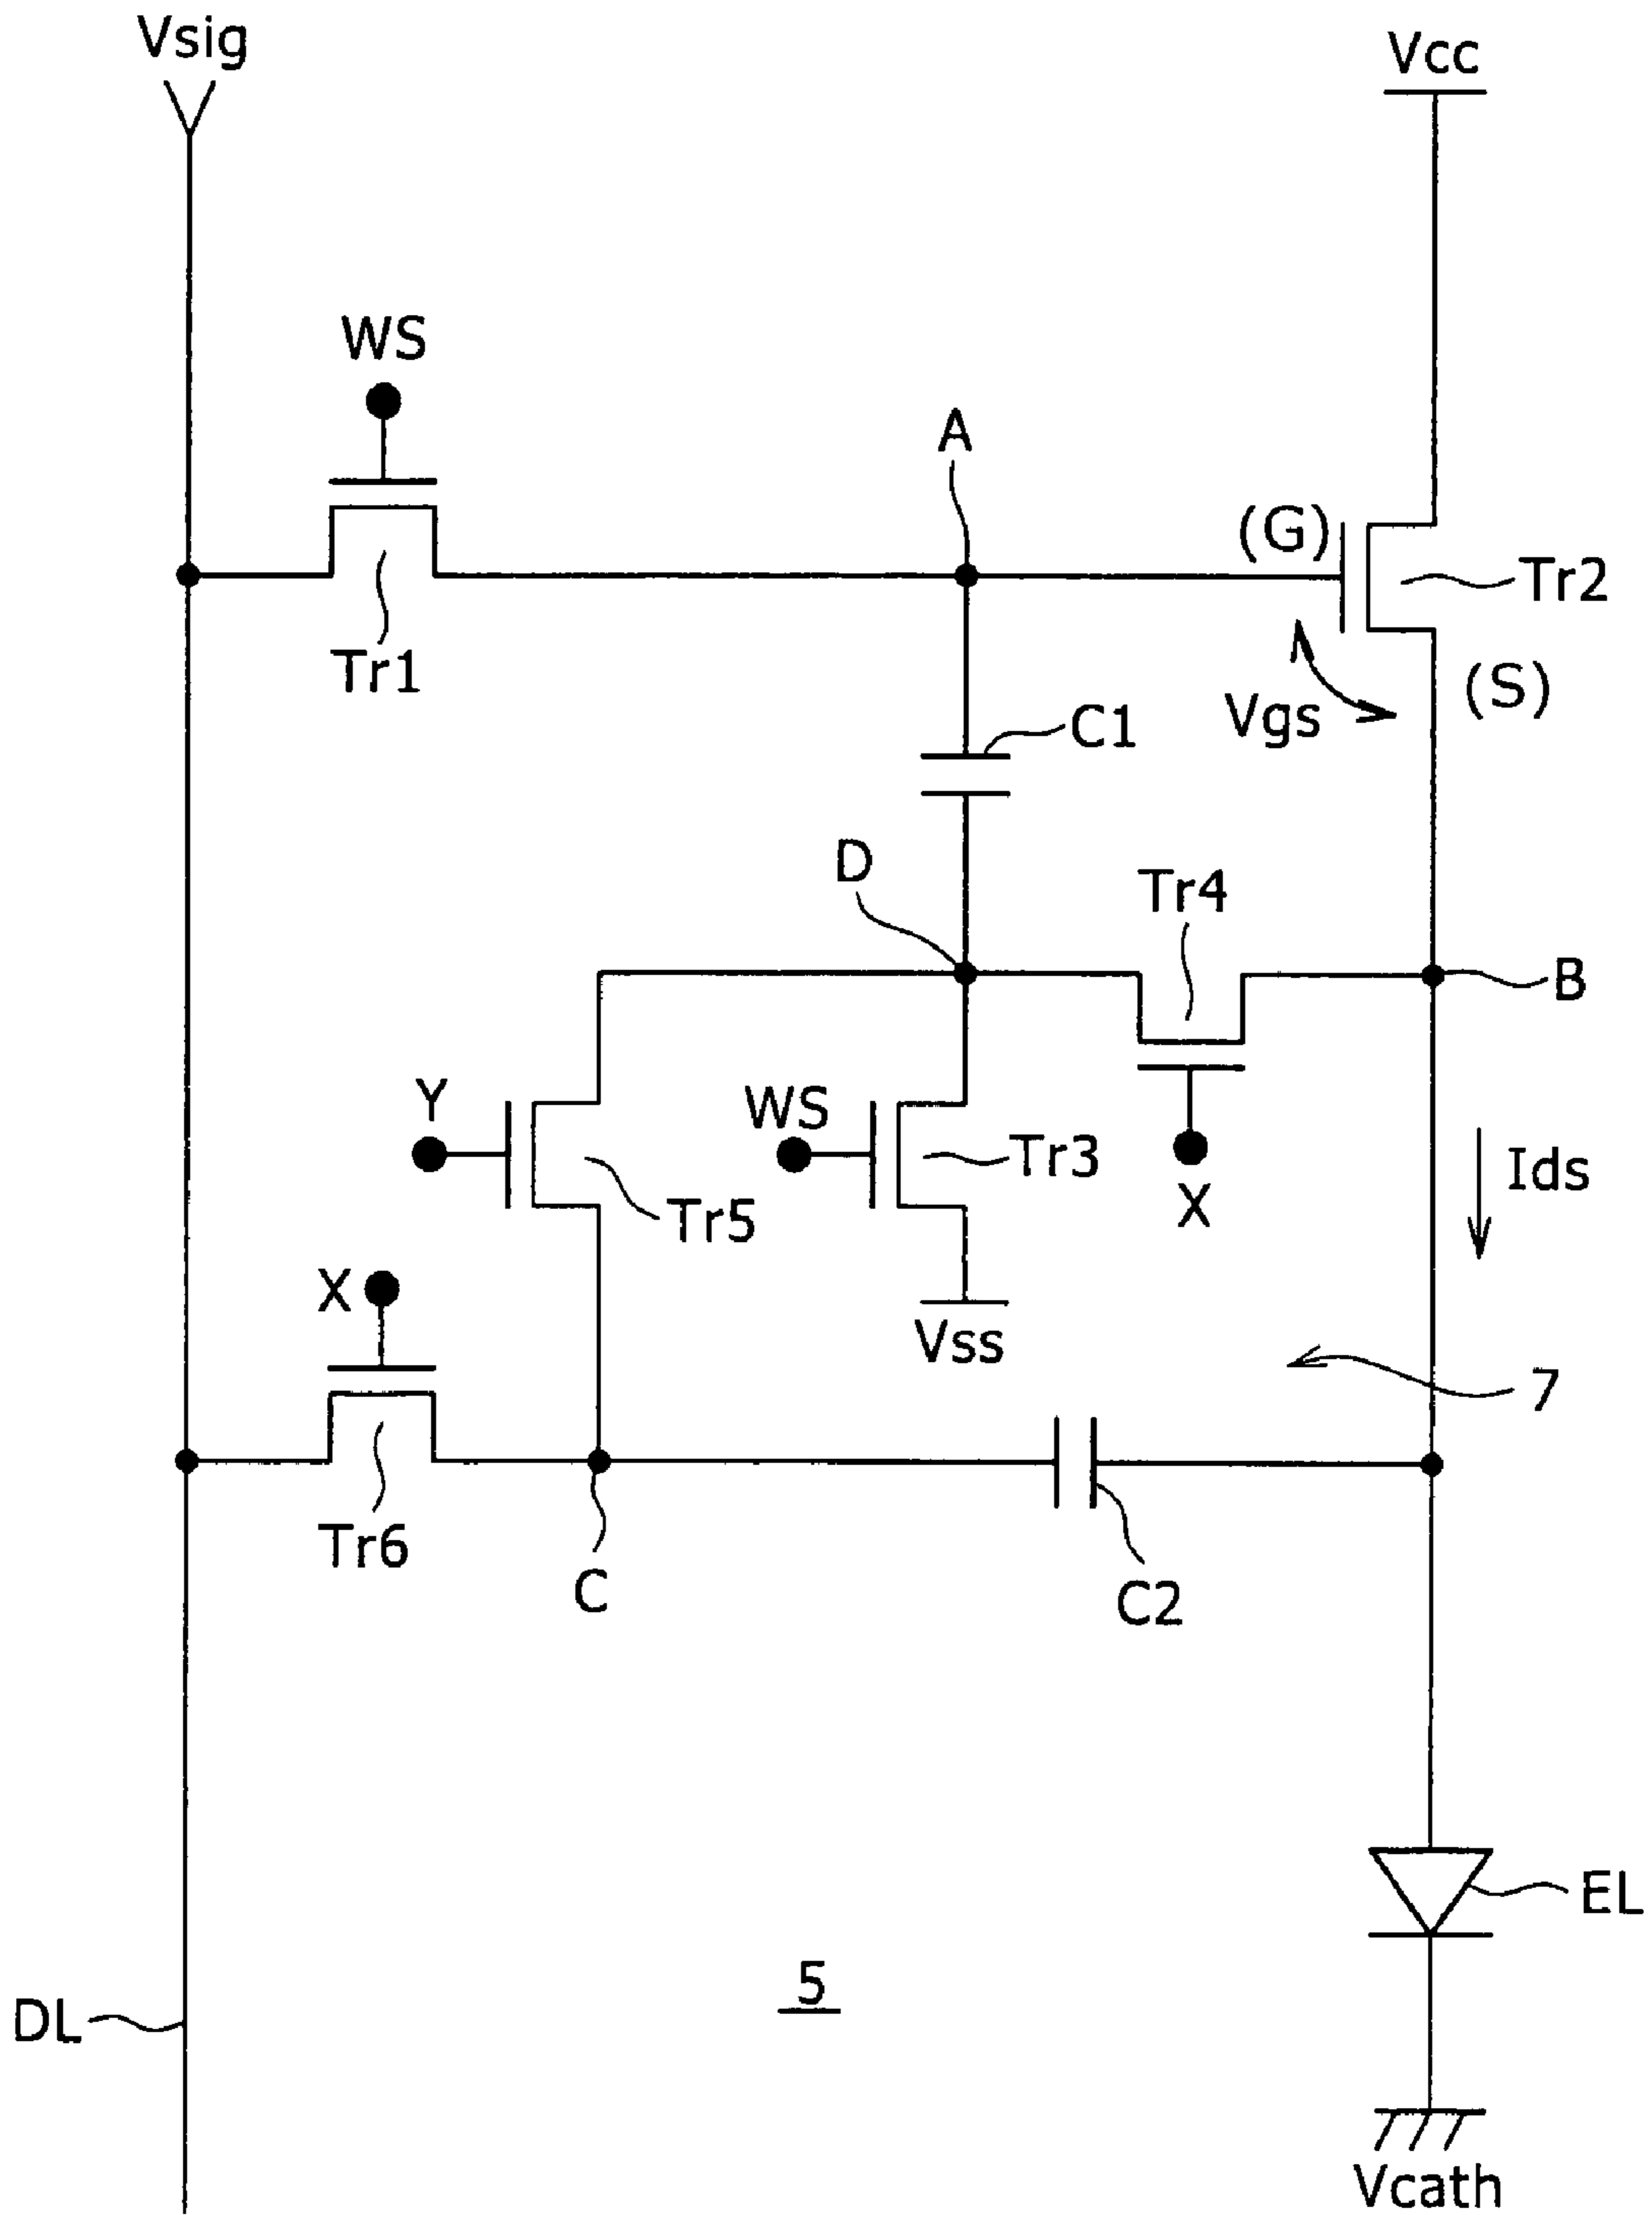 Vsig
Vcc
WS
A
(G)
Tr2
Tr1
(S)
Vgs
C1
D
Tr4
B
Y
WS
Tr3
Ids
X
Tr5
X
Vss
7
Tr6
C
C2
EL
5
DL
Vcath